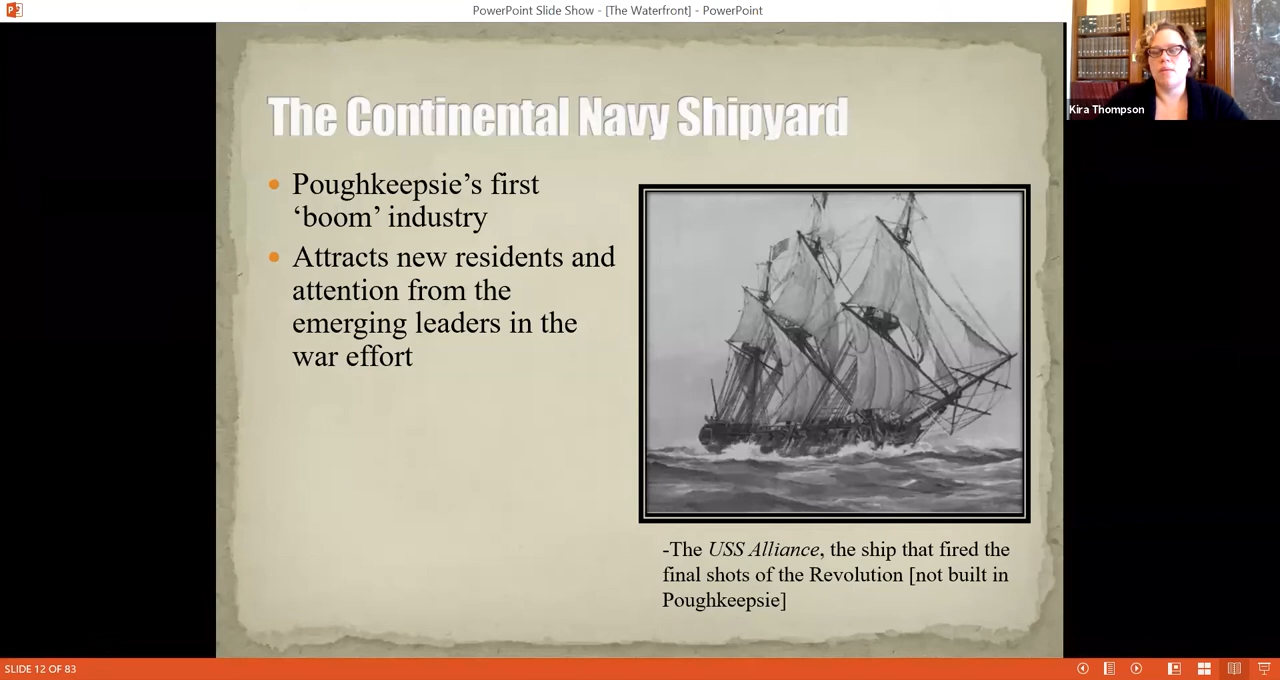 PowerPoint Slide Show - [The Waterfront] - PowerPoint
Kira Thompson
The Continental Navy Shipyard
Poughkeepsie’s first
‘boom’ industry
Attracts new residents and
attention from the
emerging leaders in the
war effort
-The USS Alliance, the ship that fired the
final shots of the Revolution [not built in
Poughkeepsie]
SLIDE 12 OF 83